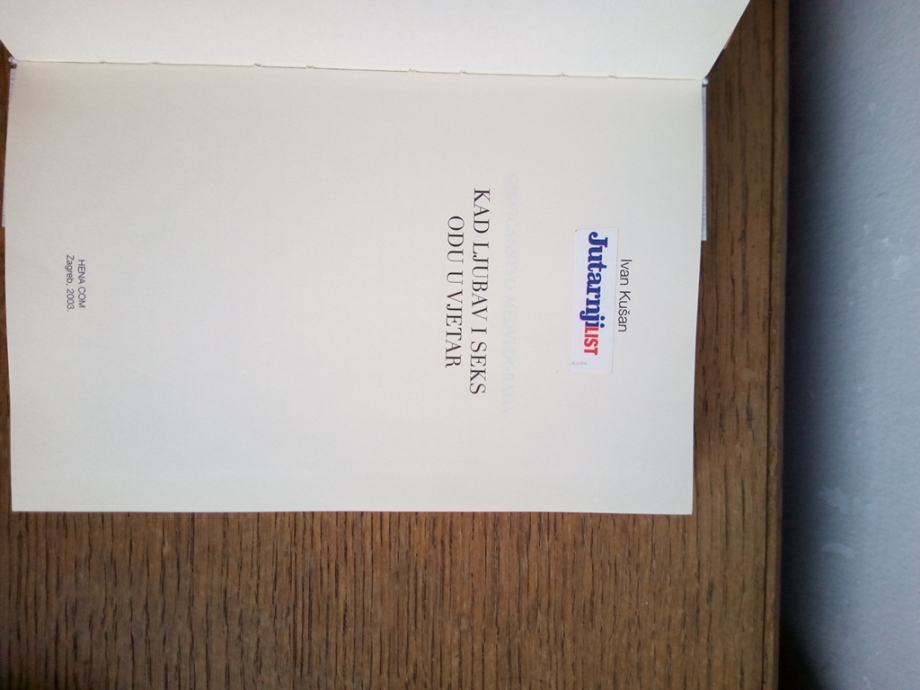 Ivan Kušan
Jutarnji LIST
KAD LJUBAV I SEKS
ODU U VJETAR
HENA COM
Zagreb, 2003.